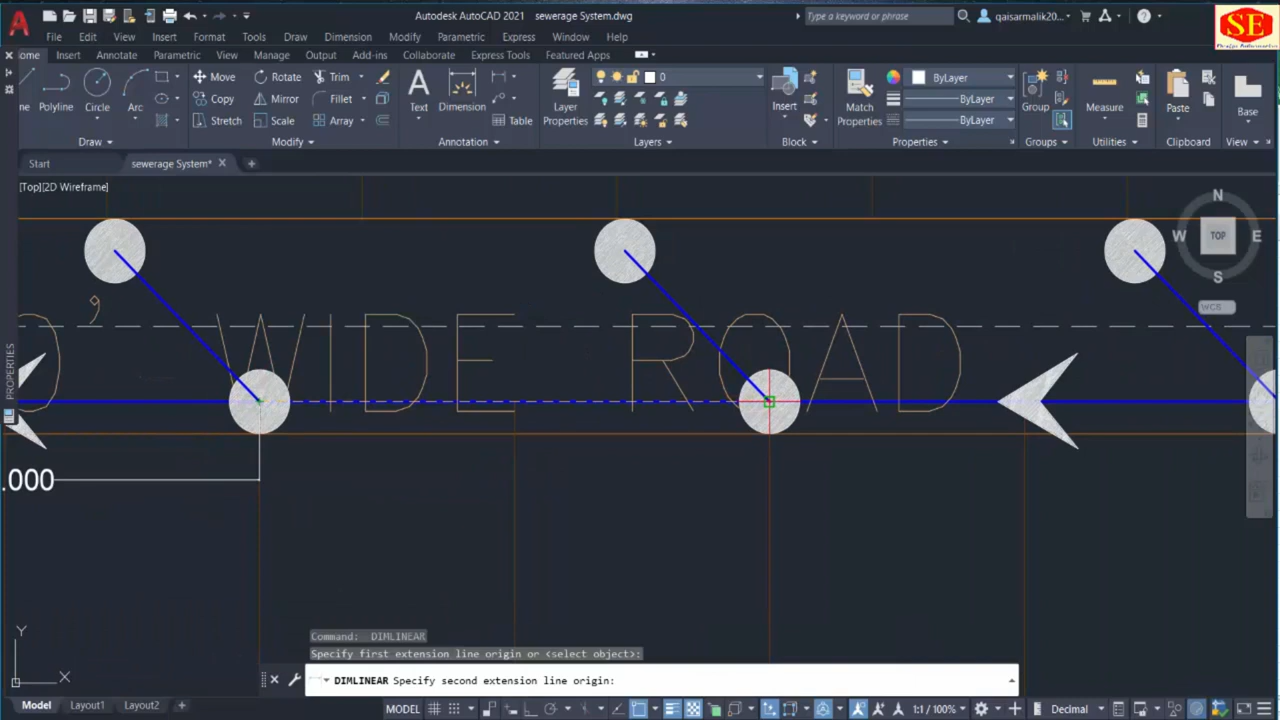 Autodesk AutoCAD 2021 sewerage System.dwg
Type a keyword or phrase
qaisarmalik20...
SE
File Edit View Insert Format Tools Draw Dimension Modify Parametric Express Window Help
ome Insert Annotate Parametric View Manage Output Add-ins Collaborate Express Tools Featured Apps
Move Rotate Trim
0
ByLayer
ne Polyline Circle Arc
Copy Mirror Fillet
Text Dimension
Layer Properties
Insert
Match Properties
ByLayer
Group
Measure
Paste
Base
Stretch Scale Array
Table
ByLayer
Draw Modify Annotation Layers Block Properties Groups Utilities Clipboard View
Start sewerage System*
[Top][2D Wireframe]
N
W TOP E
S
WCS
PROPERTIES
0' WIDE ROAD
.000
Command: DIMLINEAR
Specify first extension line origin or <select object>:
Y
X
DIMLINEAR Specify second extension line origin:
Model Layout1 Layout2
MODEL 1:1 / 100% Decimal